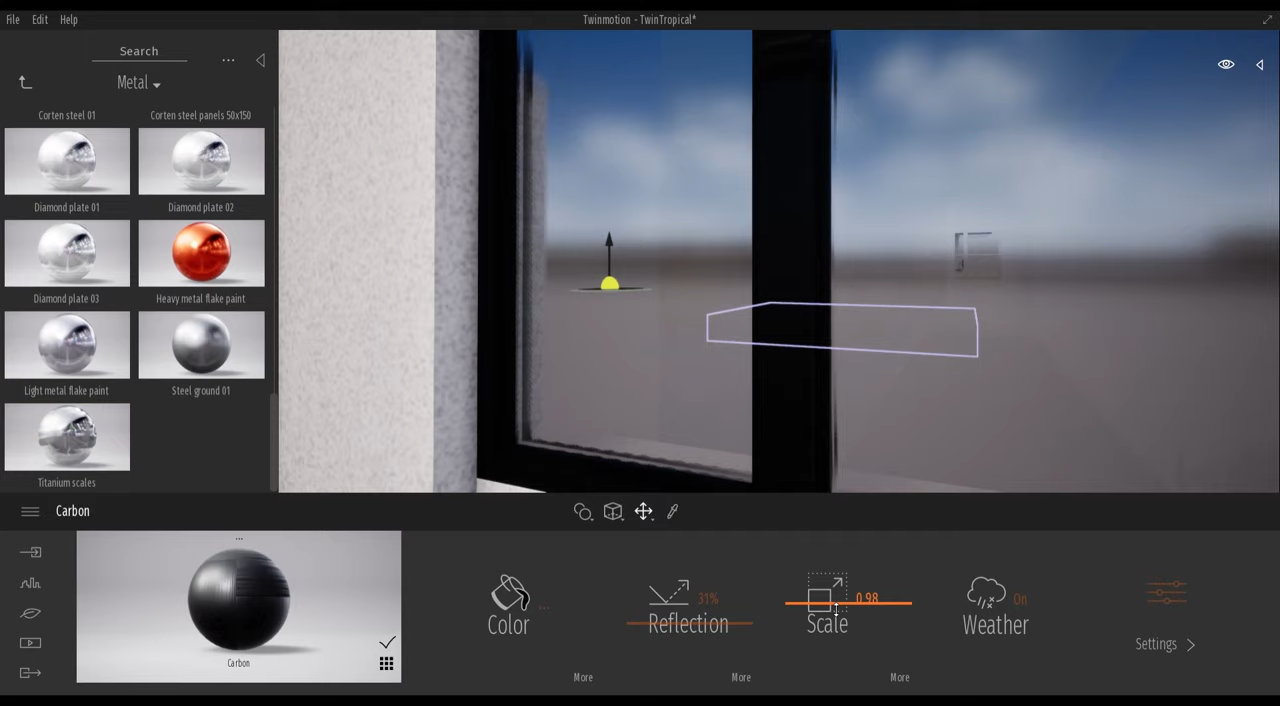 File Edit Help
Twinmotion - TwinTropical*
Search
...
Metal
Corten steel 01
Corten steel panels 50x150
Diamond plate 01
Diamond plate 02
Diamond plate 03
Heavy metal flake paint
Light metal flake paint
Steel ground 01
Titanium scales
Carbon
...
Carbon
...
Color
More
31%
Reflection
More
0.98
Scale
More
On
Weather
Settings